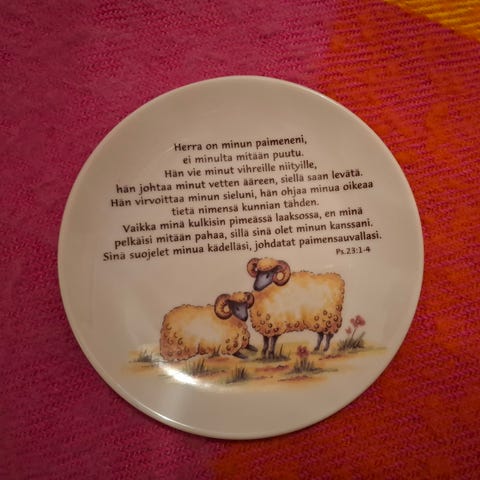 Herra on minun paimeneni,
ei minulta mitään puutu.
Hän vie minut vihreille niityille,
hän johtaa minut vetten ääreen, siellä saan levätä.
Hän virvoittaa minun sieluni, hän ohjaa minua oikeaa
tietä nimensä kunnian tähden.
Vaikka minä kulkisin pimeässä laaksossa, en minä
pelkäisi mitään pahaa, sillä sinä olet minun kanssani.
Sinä suojelet minua kädelläsi, johdatat paimensauvallasi.
Ps.23:1-4